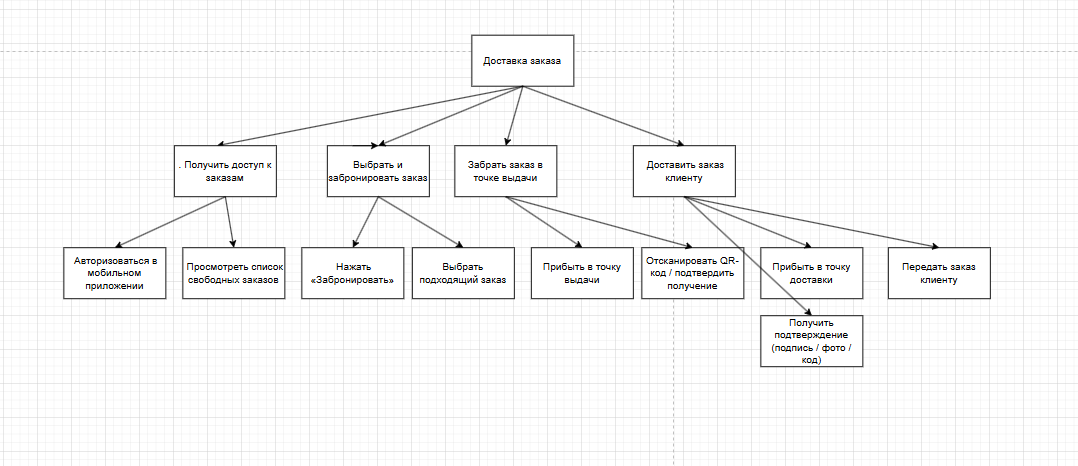 Доставка заказа
. Получить доступ к
заказам
Выбрать и
забронировать заказ
Забрать заказ в
точке выдачи
Доставить заказ
клиенту
Авторизоваться в
мобильном
приложении
Просмотреть список
свободных заказов
Нажать
«Забронировать»
Выбрать
подходящий заказ
Прибыть в точку
выдачи
Отсканировать QR-
код / подтвердить
получение
Прибыть в точку
доставки
Передать заказ
клиенту
Получить
подтверждение
(подпись / фото /
код)